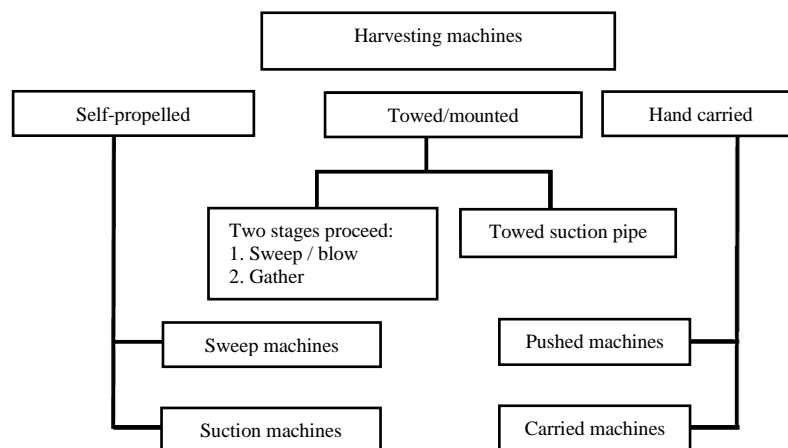 Harvesting machines
Self-propelled
Towed/mounted
Hand carried
Two stages proceed:
1. Sweep / blow
2. Gather
Towed suction pipe
Sweep machines
Pushed machines
Suction machines
Carried machines